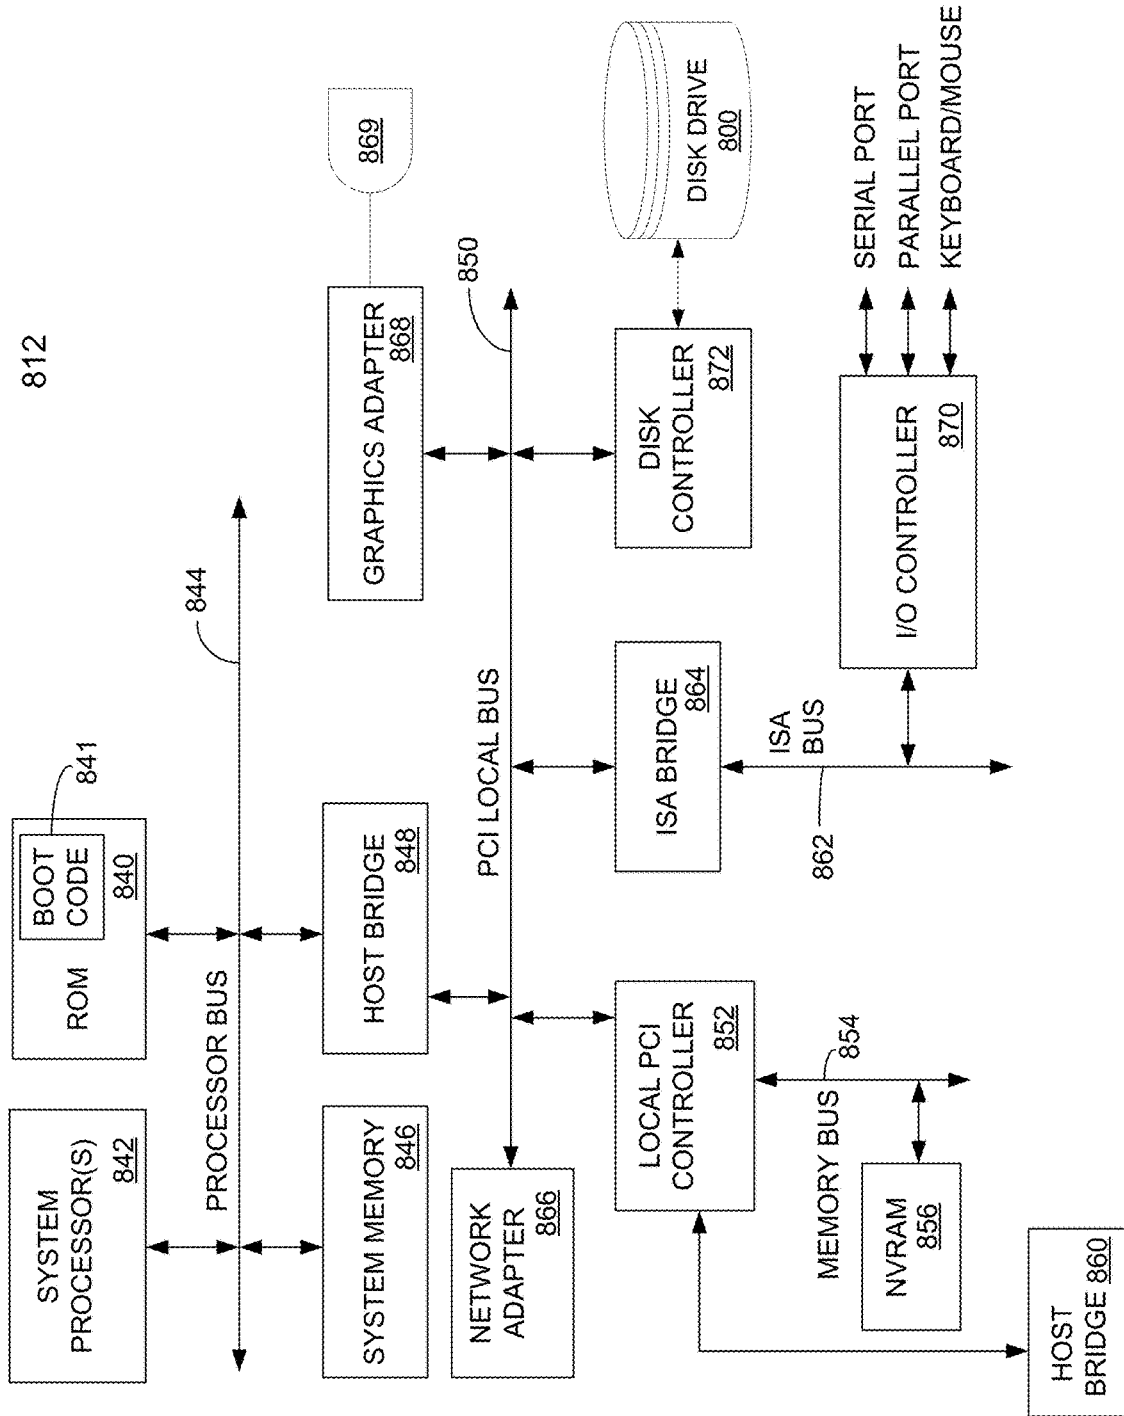 812
SYSTEM
PROCESSOR(S)
842
ROM
BOOT
CODE
840
841
PROCESSOR BUS
844
SYSTEM MEMORY
846
HOST BRIDGE
848
GRAPHICS ADAPTER
868
869
NETWORK
ADAPTER
866
PCI LOCAL BUS
850
LOCAL PCI
CONTROLLER
852
ISA BRIDGE
864
DISK
CONTROLLER
872
DISK DRIVE
800
MEMORY BUS
854
NVRAM
856
862
ISA
BUS
I/O CONTROLLER
870
SERIAL PORT
PARALLEL PORT
KEYBOARD/MOUSE
HOST
BRIDGE 860